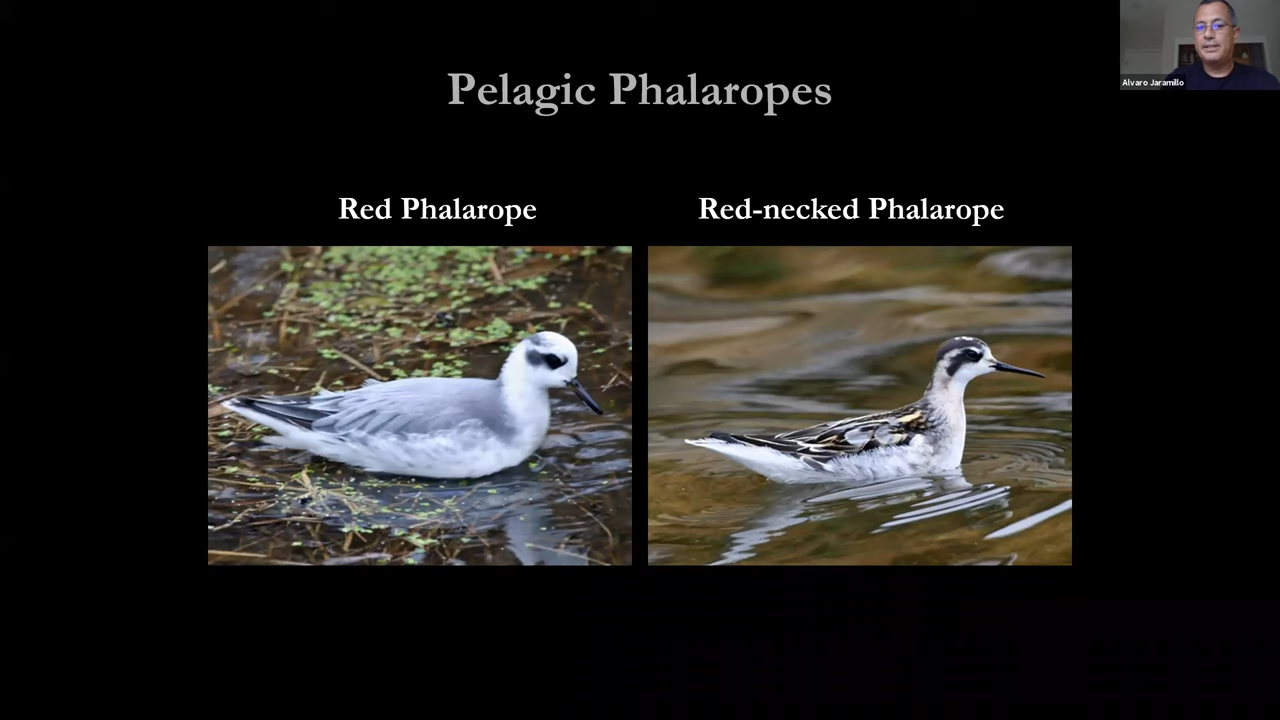 Alvaro Jaramillo
Pelagic Phalaropes
Red Phalarope
Red-necked Phalarope